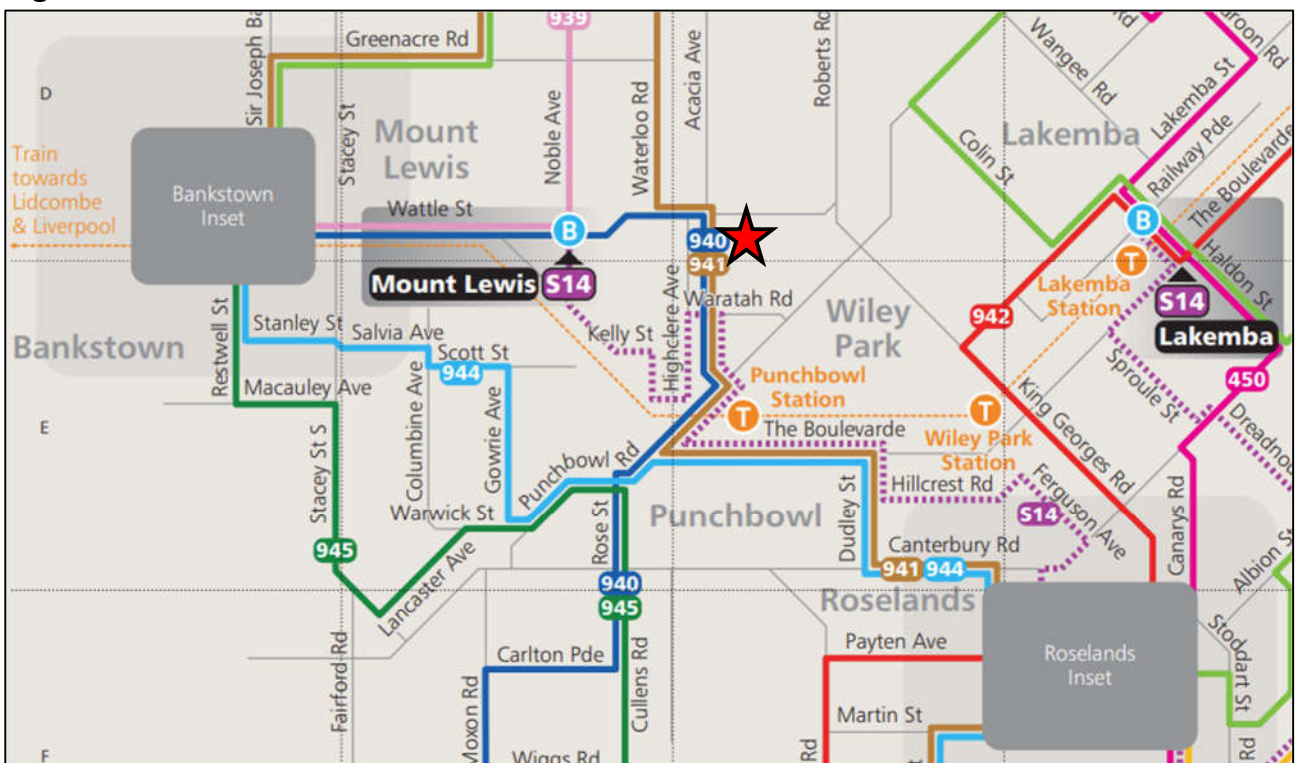 939
Greenacre Rd
Sir Joseph Ba
D
Stacey St
Mount
Lewis
Noble Ave
Waterloo Rd
Acacia Ave
Roberts Rd
Rd
Wangee Rd
Colin St
Lakemba
Lakemba St
Railway Pde
The Boulevarde
Train
towards
Lidcombe
& Liverpool
Bankstown
Inset
Wattle St
B
940
941
B
T
Haldon St
Mount Lewis
S14
Highclere Ave
Waratah Rd
Wiley
Park
Lakemba
Station
S14
Lakemba
942
Bankstown
Restwell St
Stanley St
Salvia Ave
Scott St
944
Kelly St
Punchbowl
Station
T
Sproule St
450
Macauley Ave
Columbine Ave
Gowrie Ave
E
Stacey St S
The Boulevarde
T
Wiley Park
Station
King Georges Rd
Dreadnou
Punchbowl Rd
Hillcrest Rd
Ferguson Ave
S14
Warwick St
Rose St
Punchbowl
Dudley St
Canarys Rd
945
Lancaster Ave
940
945
Canterbury Rd
941
944
Albion S
Roselands
Fairford Rd
Carlton Pde
Cullens Rd
Payten Ave
Roselands
Inset
Stoddart St
Moxon Rd
Martin St
F
Wiggs Rd
Rd
Rd